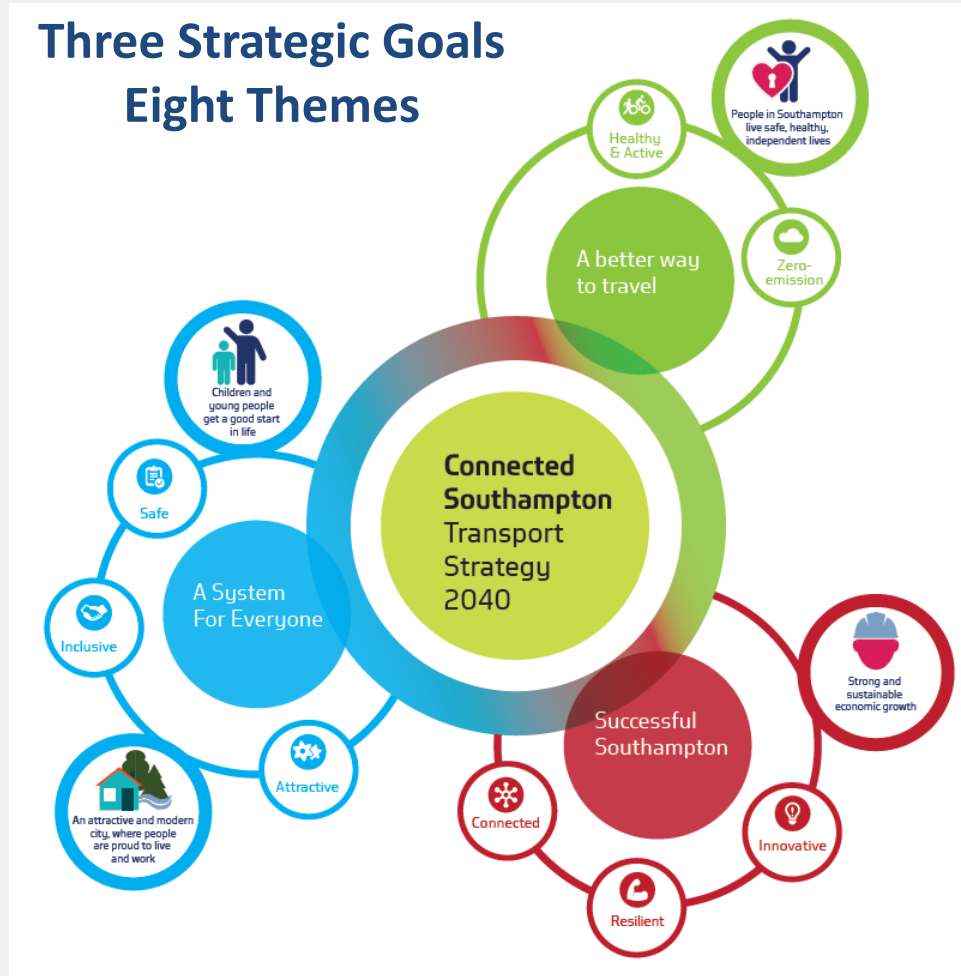 Three Strategic Goals
Eight Themes
People in Southampton
live safe, healthy,
independent lives
Healthy
& Active
A better way
to travel
Zero-
emission
Children and
young people
get a good start
in life
Safe
A System
For Everyone
Inclusive
Attractive
An attractive and modern
city, where people
are proud to live
and work
Connected
Southampton
Transport
Strategy
2040
Strong and
sustainable
economic growth
Successful
Southampton
Connected
Innovative
Resilient